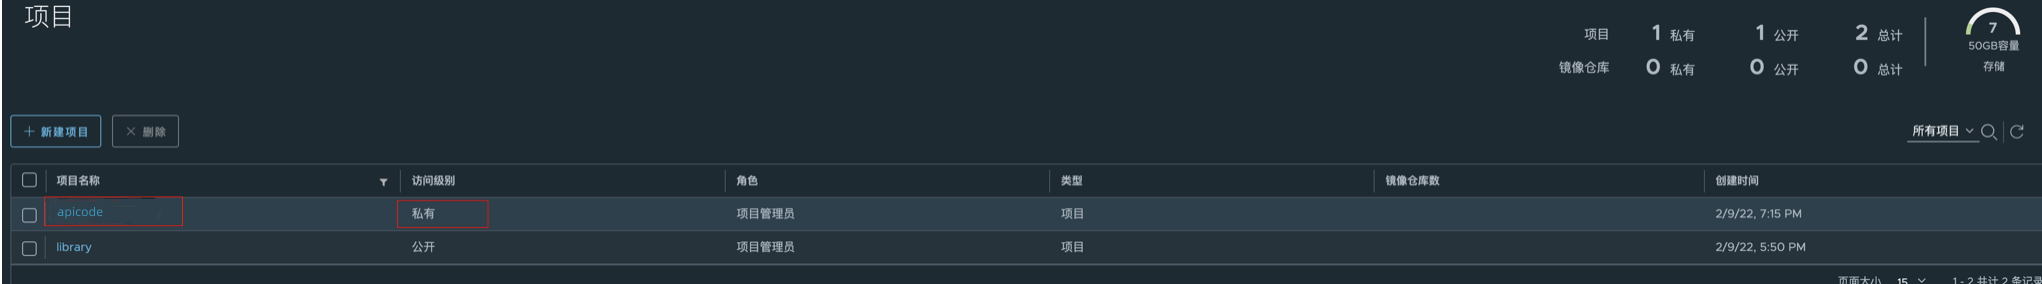 项目
项目 1 私有 1 公开 2 总计
镜像仓库 0 私有 0 公开 0 总计
7
50GB容量
存储
+ 新建项目 × 删除 所有项目
项目名称 访问级别 角色 类型 镜像仓库数 创建时间
apicode 私有 项目管理员 项目 2/9/22, 7:15 PM
library 公开 项目管理员 项目 2/9/22, 5:50 PM
页面大小 15 1 - 2 共计 2 条记录